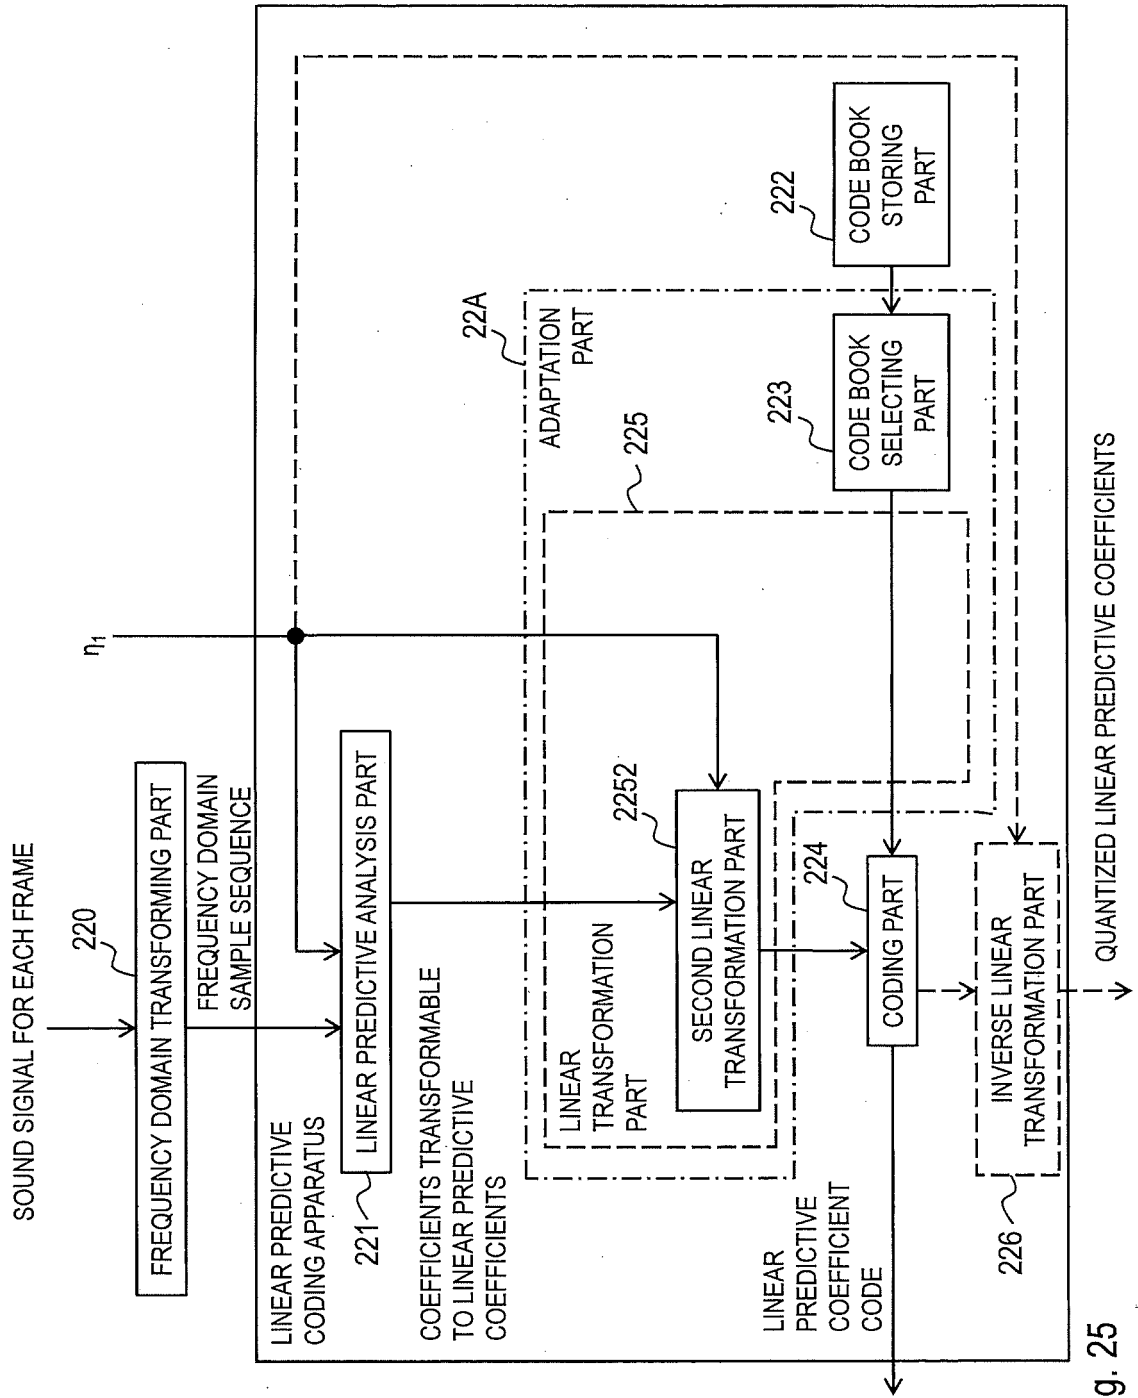 SOUND SIGNAL FOR EACH FRAME
220
FREQUENCY DOMAIN TRANSFORMING PART
FREQUENCY DOMAIN
SAMPLE SEQUENCE
η1
LINEAR PREDICTIVE
CODING APPARATUS
LINEAR PREDICTIVE ANALYSIS PART
221
COEFFICIENTS TRANSFORMABLE
TO LINEAR PREDICTIVE
COEFFICIENTS
22A
ADAPTATION
PART
225
LINEAR
TRANSFORMATION
PART
2252
SECOND LINEAR
TRANSFORMATION PART
222
CODE BOOK
STORING
PART
223
CODE BOOK
SELECTING
PART
224
CODING PART
LINEAR
PREDICTIVE
COEFFICIENT
CODE
INVERSE LINEAR
TRANSFORMATION PART
226
QUANTIZED LINEAR PREDICTIVE COEFFICIENTS
g. 25